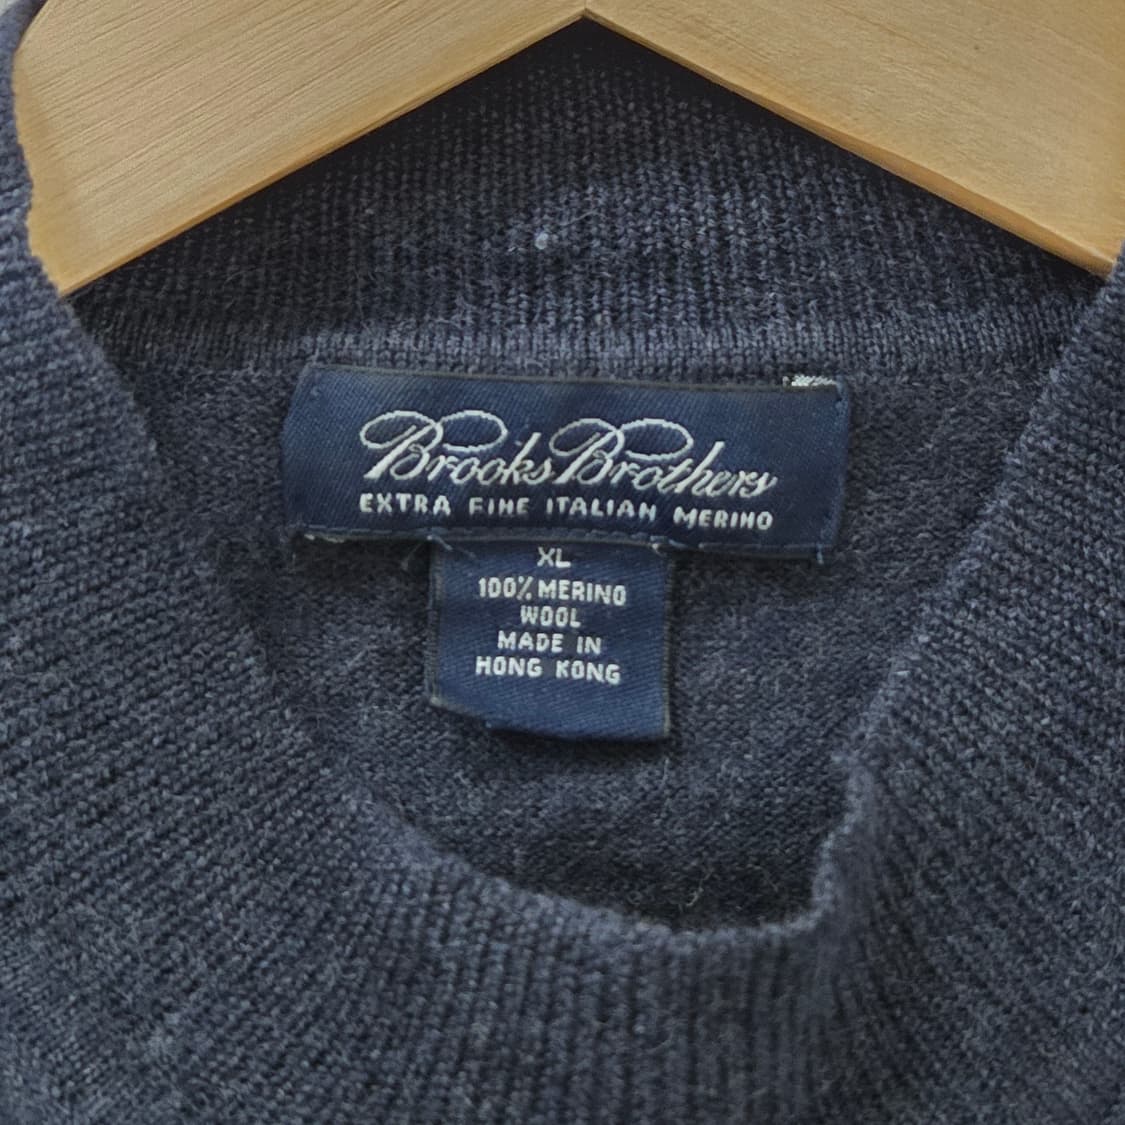 Brooks Brothers
EXTRA FINE ITALIAN MERINO
XL
100% MERINO
WOOL
MADE IN
HONG KONG